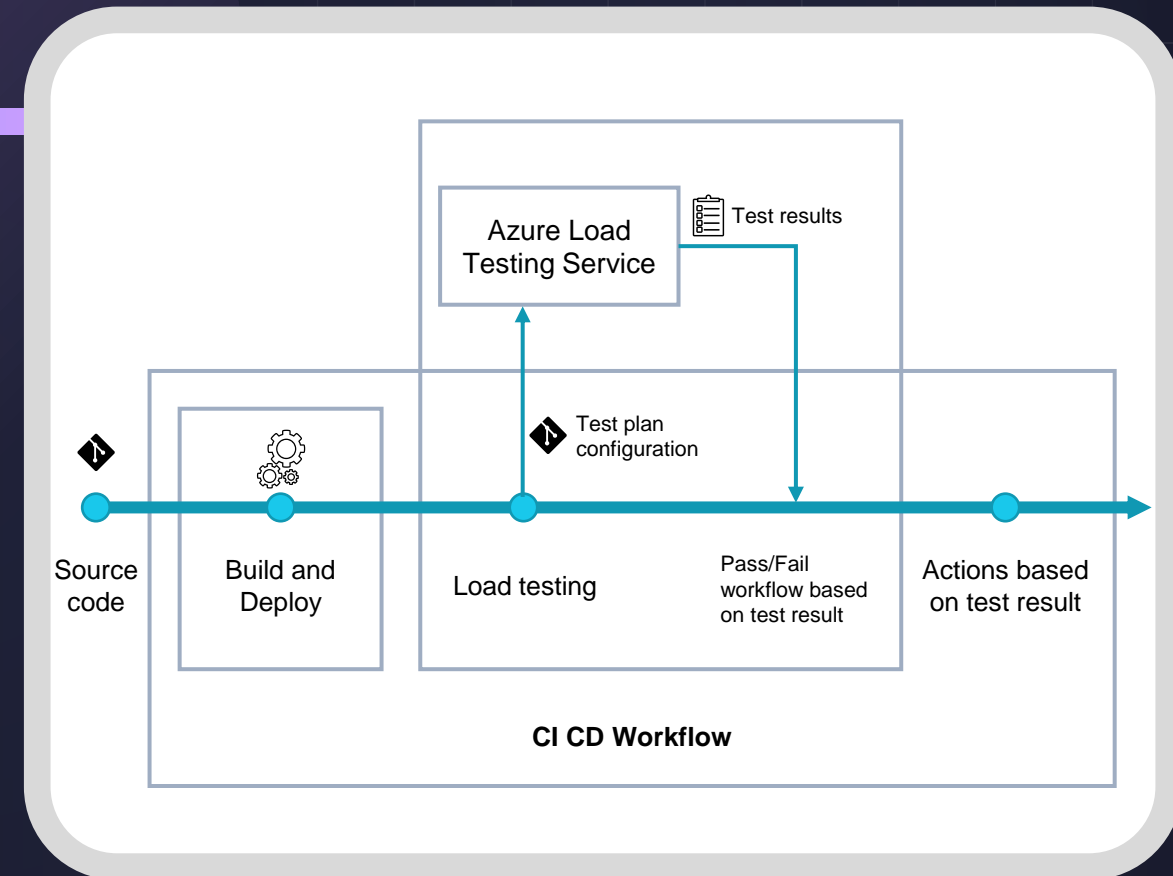 Azure Load
Testing Service
Test results
Test plan
configuration
Source
code
Build and
Deploy
Load testing
Pass/Fail
workflow based
on test result
Actions based
on test result
CI CD Workflow